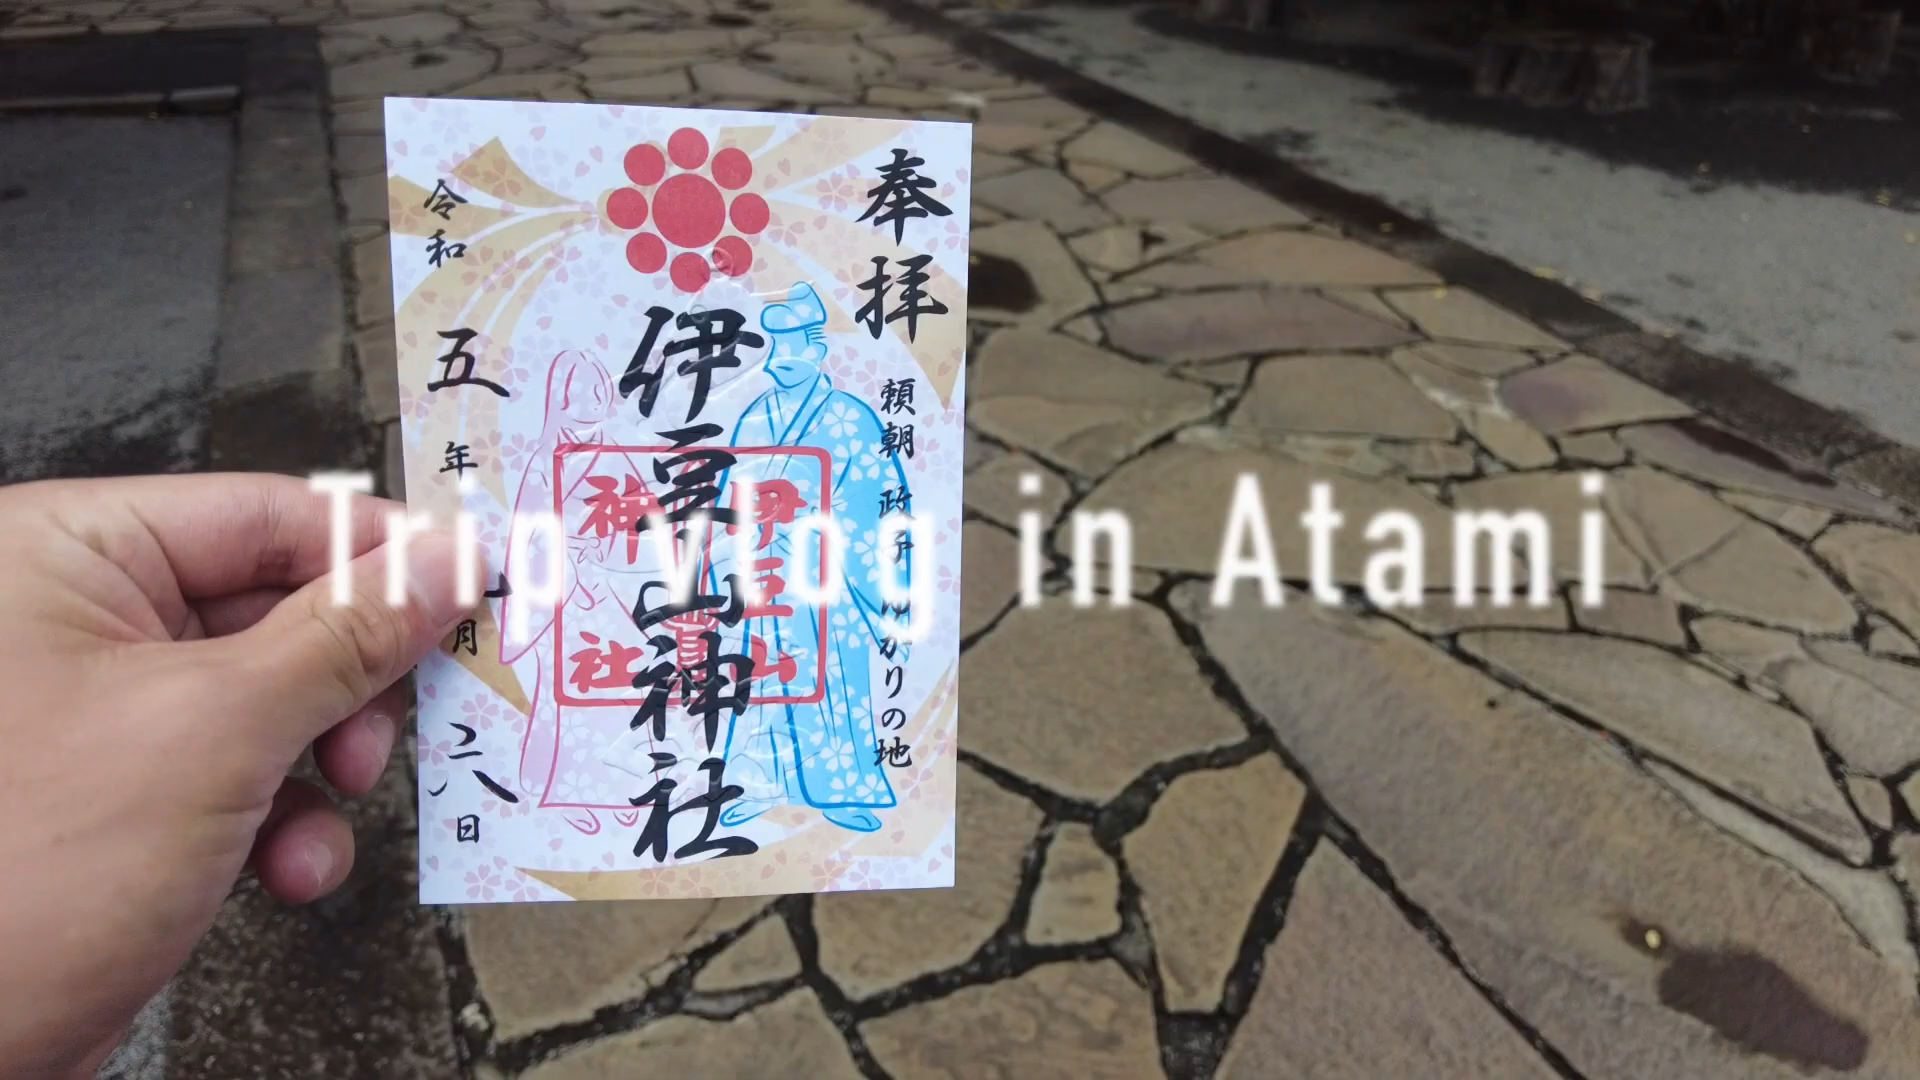 奉拝
頼朝 政子 ゆかりの地
伊豆山神社
伊豆山
神社
令和
五
年
月
二八
日
Trip vlog in Atami